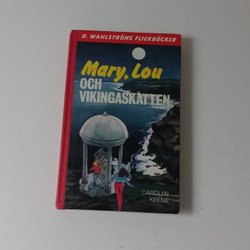 B. WAHLSTRÖMS FLICKBÖCKER
Mary, Lou
OCH
VIKINGASKATTEN
CAROLYN
KEENE